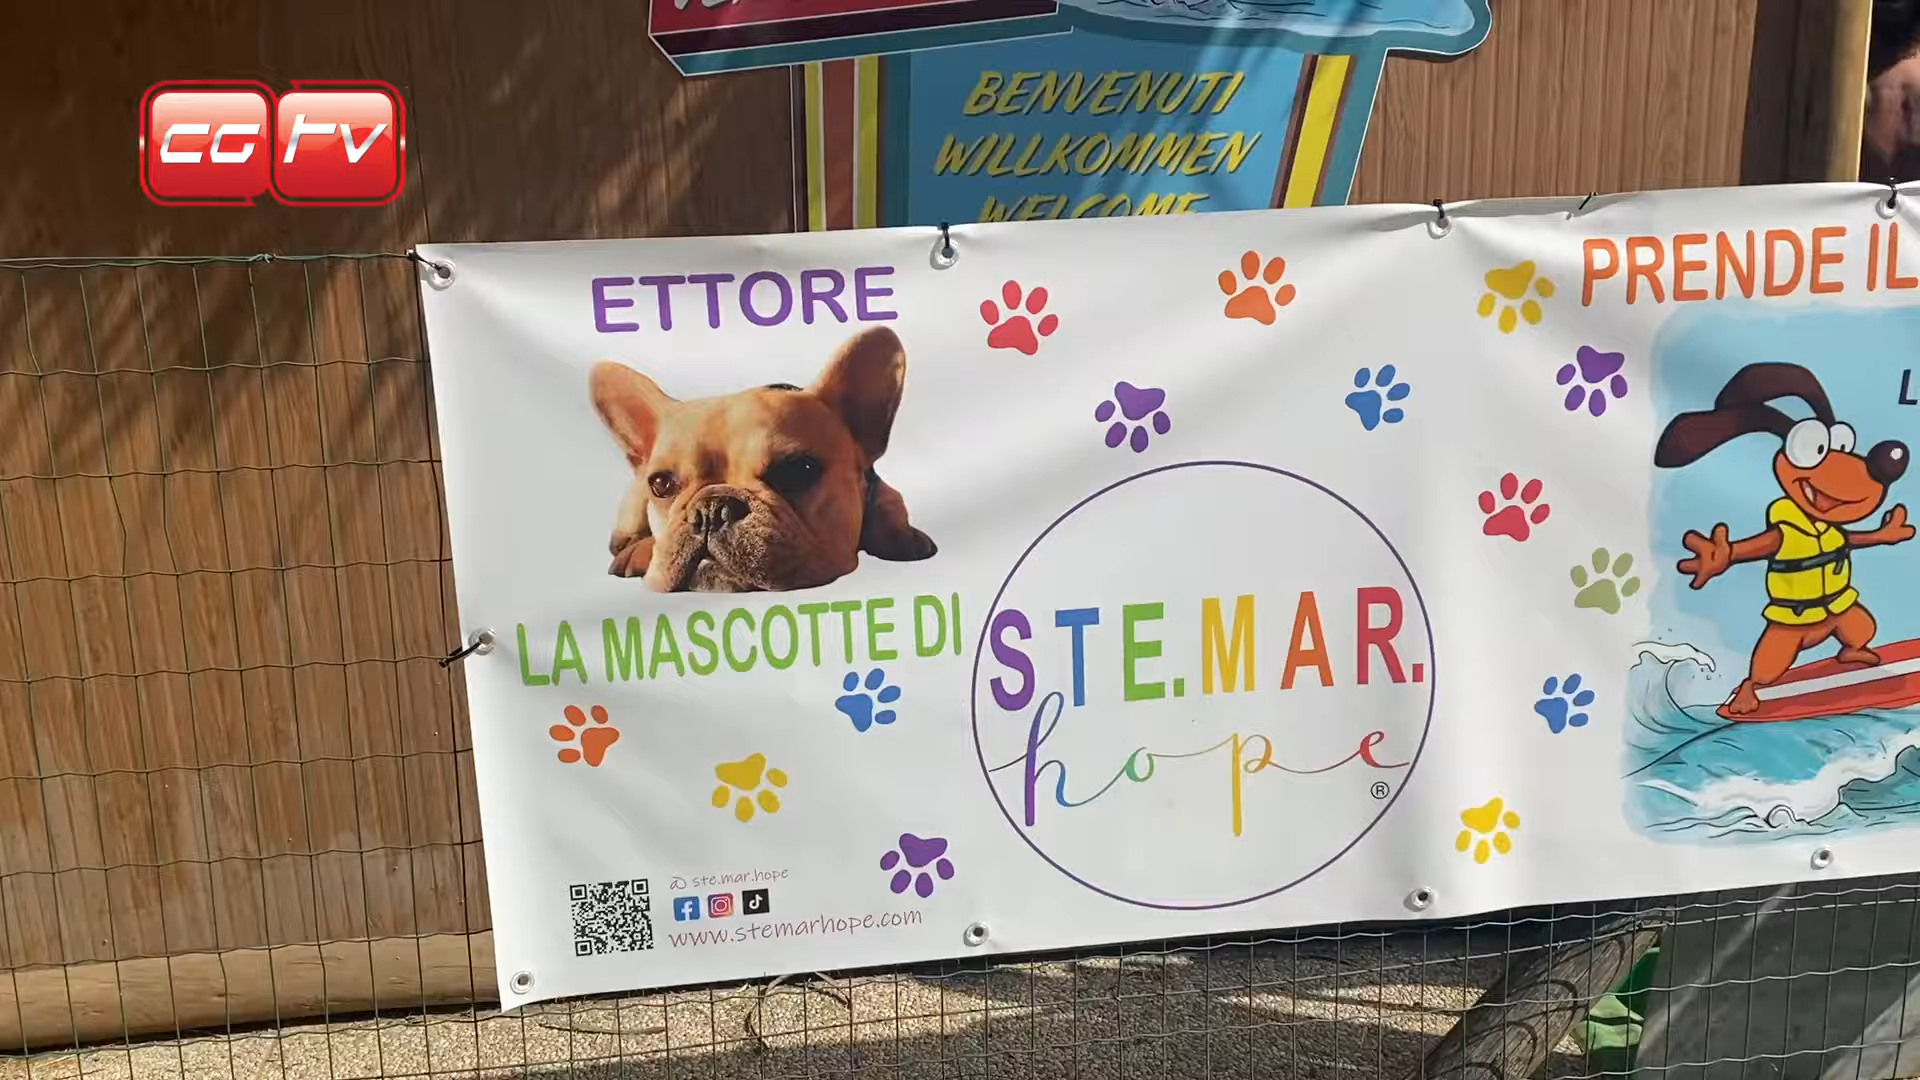 CGTV
BENVENUTI
WILLKOMMEN
WELCOME
ETTORE
LA MASCOTTE DI
STE.MAR.
hope
®
@ ste.mar.hope
www.stemarhope.com
PRENDE IL